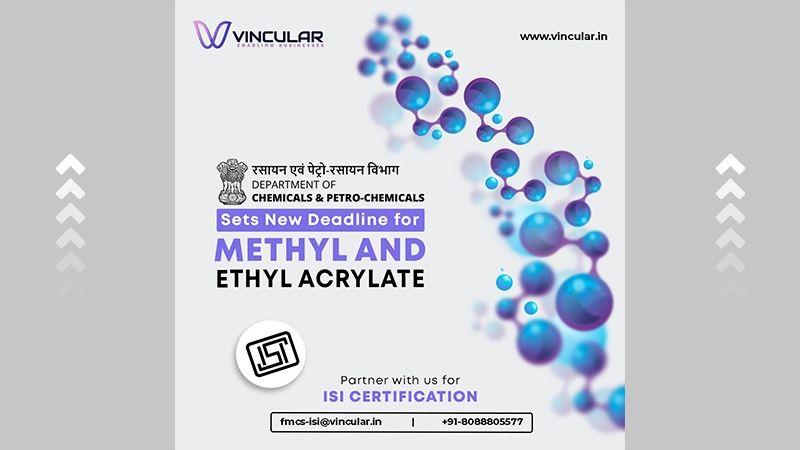 VINCULAR
ENABLING BUSINESSES
www.vincular.in
रसायन एवं पेट्रो-रसायन विभाग
DEPARTMENT OF
CHEMICALS & PETRO-CHEMICALS
Sets New Deadline for
METHYL AND
ETHYL ACRYLATE
ISI
Partner with us for
ISI CERTIFICATION
fmcs-isi@vincular.in | +91-8088805577